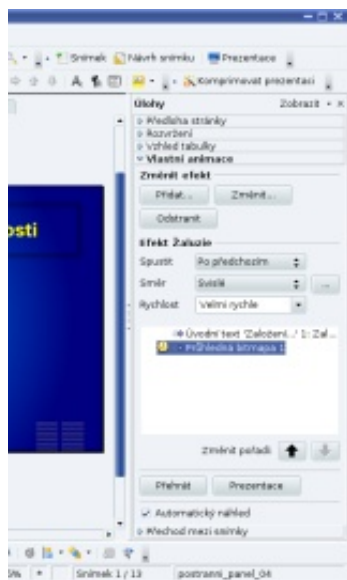 Snímek Návrh snímku Prezentace
Komprimovat prezentaci
Úlohy Zobrazit
Předloha stránky
Rozvržení
Vzhled tabulky
Vlastní animace
Změnit efekt
Přidat... Změnit...
Odstranit
osti
Efekt Žaluzie
Spustit Po předchozím
Směr Svislé ...
Rychlost Velmi rychle
Úvodní text 'Založení...' 1: Zal...
Průhledná bitmapa 1
Změnit pořadí:
Přehrát Prezentace
Automatický náhled
Přechod mezi snímky
Snímek 1 / 13 postranni_panel_04